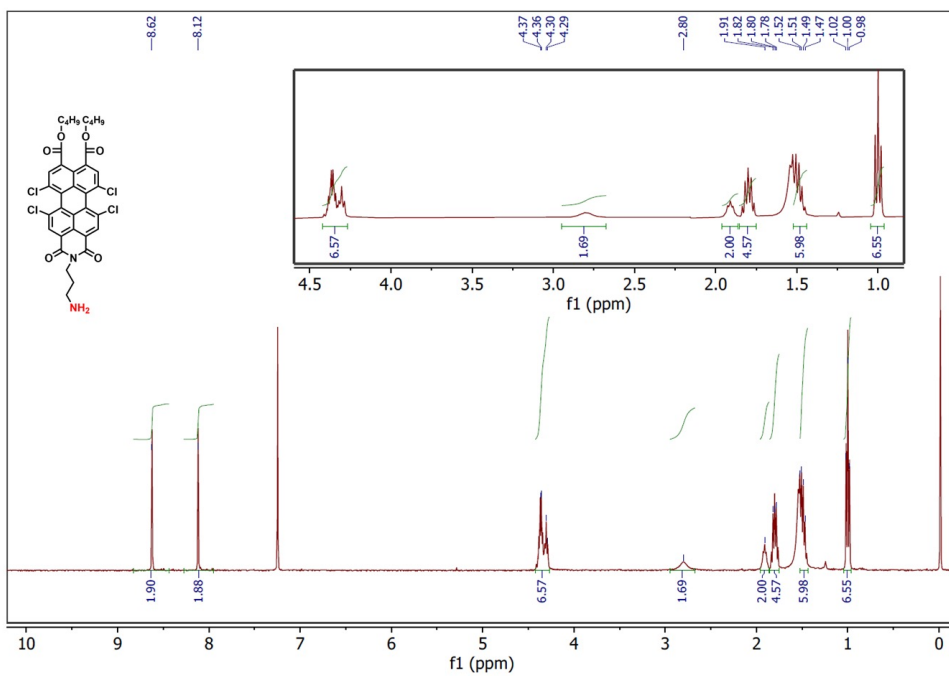 8.62
8.12
4.37
4.36
4.30
4.29
2.80
1.91
1.82
1.80
1.78
1.52
1.51
1.49
1.47
1.02
1.00
0.98
C₄H₉ C₄H₉
O O
O O
Cl Cl
Cl Cl
O N O
NH₂
6.57
1.69
2.00
4.57
5.98
6.55
4.5 4.0 3.5 3.0 2.5 2.0 1.5 1.0
f1 (ppm)
1.90
1.88
6.57
1.69
2.00
4.57
5.98
6.55
10 9 8 7 6 5 4 3 2 1 0
f1 (ppm)